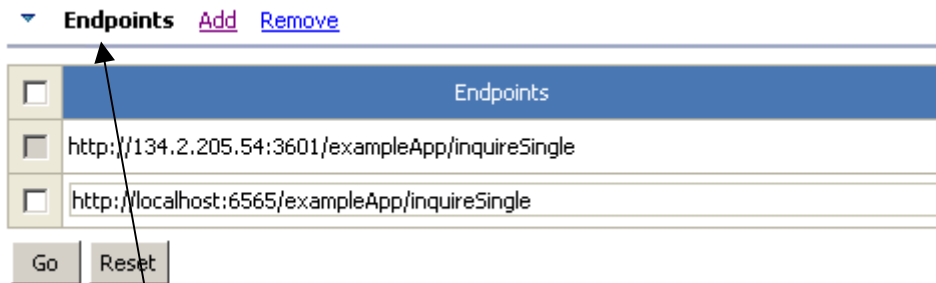 Endpoints Add Remove
Endpoints
http://134.2.205.54:3601/exampleApp/inquireSingle
http://localhost:6565/exampleApp/inquireSingle
Go Reset